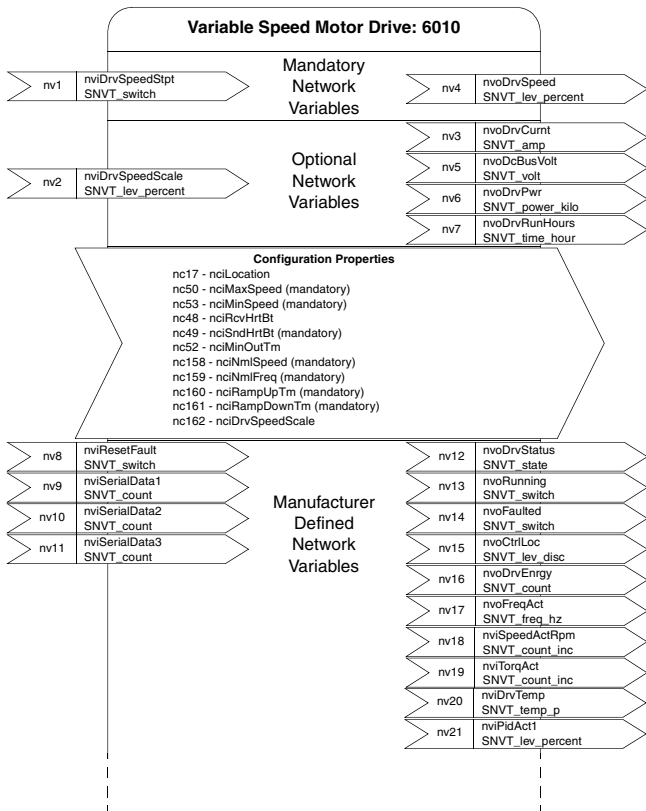 Variable Speed Motor Drive: 6010
Mandatory
Network
Variables
nv1
nviDrvSpeedStpt
SNVT_switch
nv4
nvoDrvSpeed
SNVT_lev_percent
Optional
Network
Variables
nv2
nviDrvSpeedScale
SNVT_lev_percent
nv3
nvoDrvCurnt
SNVT_amp
nv5
nvoDcBusVolt
SNVT_volt
nv6
nvoDrvPwr
SNVT_power_kilo
nv7
nvoDrvRunHours
SNVT_time_hour
Configuration Properties
nc17 - nciLocation
nc50 - nciMaxSpeed (mandatory)
nc53 - nciMinSpeed (mandatory)
nc48 - nciRcvHrtBt
nc49 - nciSndHrtBt (mandatory)
nc52 - nciMinOutTm
nc158 - nciNmlSpeed (mandatory)
nc159 - nciNmlFreq (mandatory)
nc160 - nciRampUpTm (mandatory)
nc161 - nciRampDownTm (mandatory)
nc162 - nciDrvSpeedScale
nv8
nviResetFault
SNVT_switch
nv9
nviSerialData1
SNVT_count
nv10
nviSerialData2
SNVT_count
nv11
nviSerialData3
SNVT_count
Manufacturer
Defined
Network
Variables
nv12
nvoDrvStatus
SNVT_state
nv13
nvoRunning
SNVT_switch
nv14
nvoFaulted
SNVT_switch
nv15
nvoCtrlLoc
SNVT_lev_disc
nv16
nvoDrvEnrgy
SNVT_count
nv17
nvoFreqAct
SNVT_freq_hz
nv18
nviSpeedActRpm
SNVT_count_inc
nv19
nviTorqAct
SNVT_count_inc
nv20
nviDrvTemp
SNVT_temp_p
nv21
nviPidAct1
SNVT_lev_percent